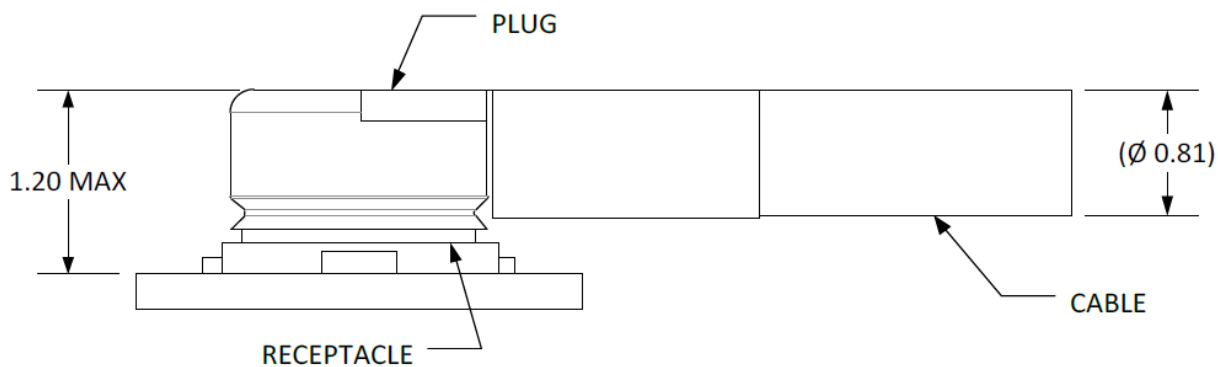 PLUG
1.20 MAX
(Ø 0.81)
CABLE
RECEPTACLE